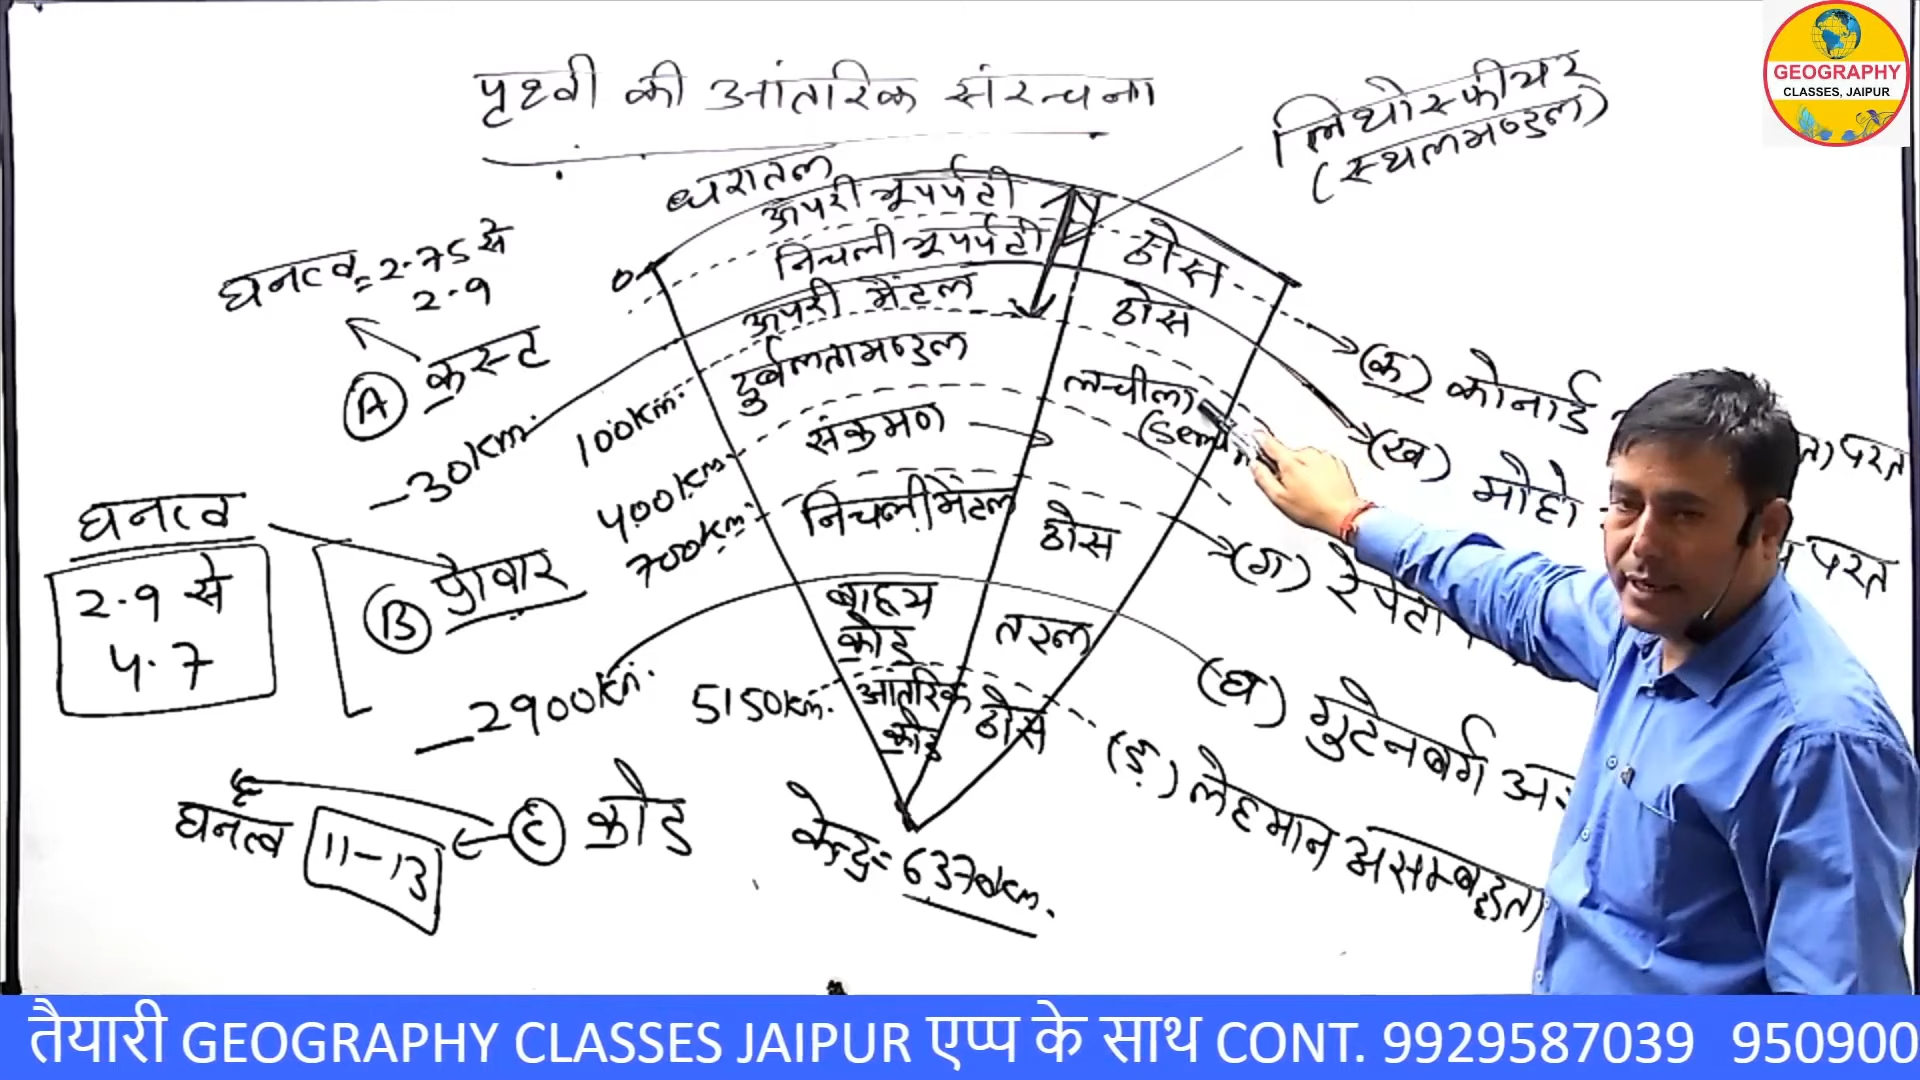 पृथ्वी की आंतरिक संरचना
लिथोस्फीयर
(स्थलमण्डल)
GEOGRAPHY
CLASSES, JAIPUR
धरातल
ऊपरी भूपर्पटी
निचली भूपर्पटी
ठोस
ऊपरी मैंटल
ठोस
दुर्बलतामण्डल
लचीला
संक्रमण
निचली मेंटल
ठोस
बाह्य
कोड
तरल
आंतरिक
कोड
ठोस
0
घनत्व = 2.75 से
2.9
(A) क्रस्ट
30km
100km.
400km
700km
घनत्व
2.9 से
4.7
(B) प्रावार
2900km.
5150km.
घनत्व 11-13
(C) कोड
केन्द्र = 6370km.
(क) कोनार्ड
परत
(ख) मोहो
परत
(ग)
(घ) गुटेनबर्ग
(ङ) लेहमान असम्बद्धता
तैयारी GEOGRAPHY CLASSES JAIPUR एप्प के साथ CONT. 9929587039 950900